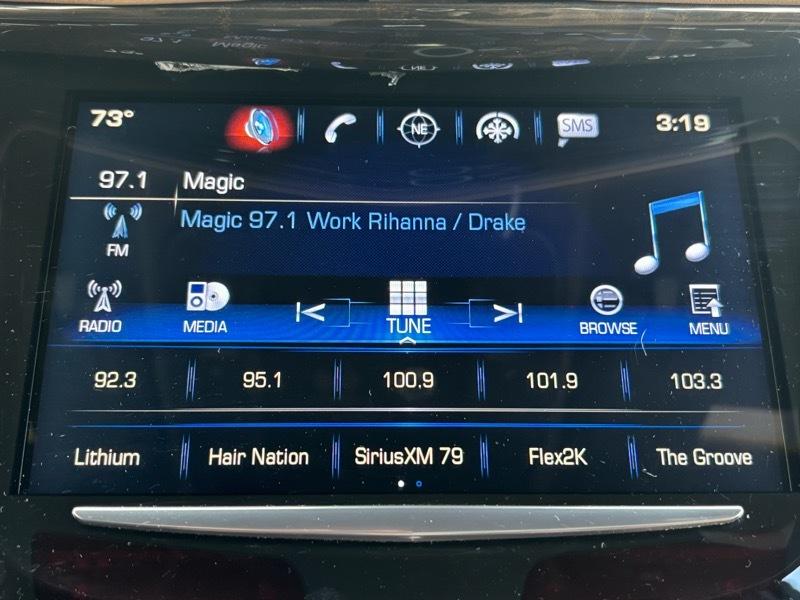 73° NE SMS 3:19
97.1 Magic
Magic 97.1 Work Rihanna / Drake
FM
RADIO MEDIA TUNE BROWSE MENU
92.3 95.1 100.9 101.9 103.3
Lithium Hair Nation SiriusXM 79 Flex2K The Groove